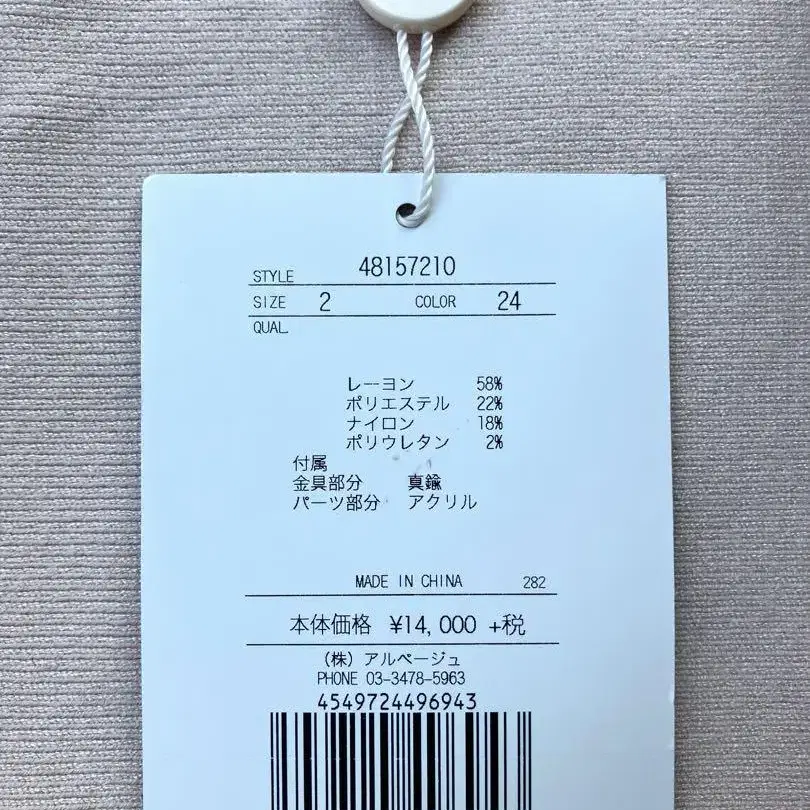 STYLE 48157210
SIZE 2 COLOR 24
QUAL.
レーヨン 58%
ポリエステル 22%
ナイロン 18%
ポリウレタン 2%
付属
金具部分 真鍮
パーツ部分 アクリル
MADE IN CHINA 282
本体価格 ¥14,000 +税
(株) アルページュ
PHONE 03-3478-5963
4549724496943